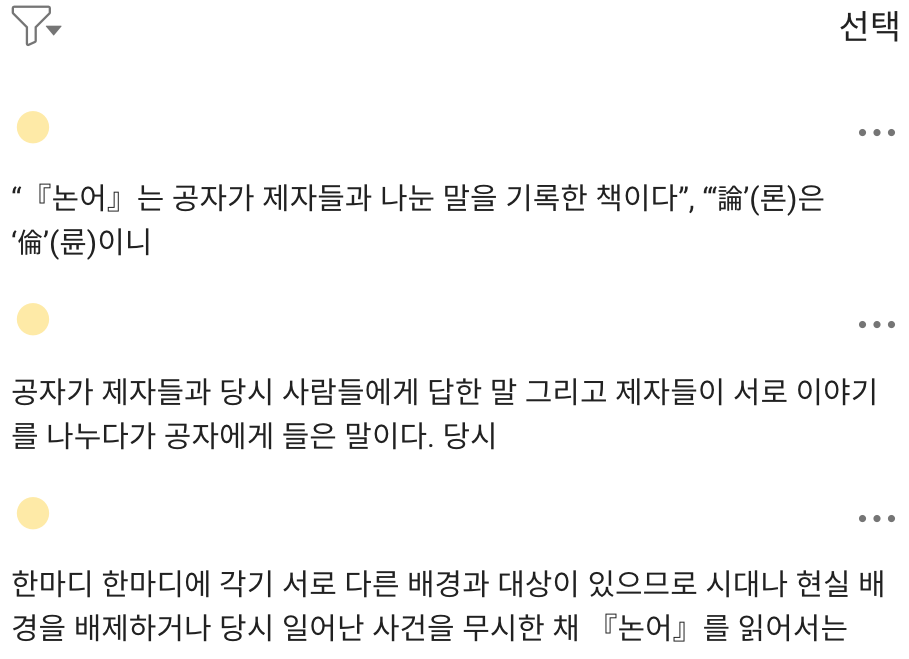 선택
“『논어』는 공자가 제자들과 나눈 말을 기록한 책이다”, “‘論’(론)은
‘倫’(륜)이니
공자가 제자들과 당시 사람들에게 답한 말 그리고 제자들이 서로 이야기
를 나누다가 공자에게 들은 말이다. 당시
한마디 한마디에 각기 서로 다른 배경과 대상이 있으므로 시대나 현실 배
경을 배제하거나 당시 일어난 사건을 무시한 채 『논어』를 읽어서는